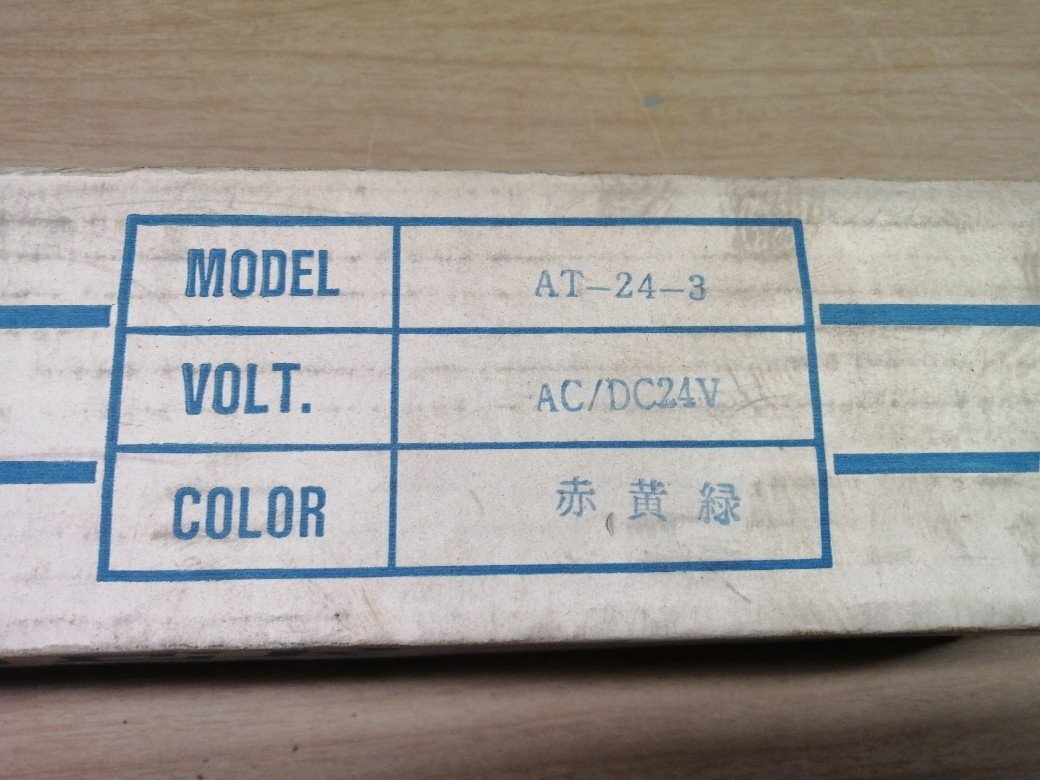 MODEL AT-24-3
VOLT. AC/DC24V
COLOR 赤 黄 緑